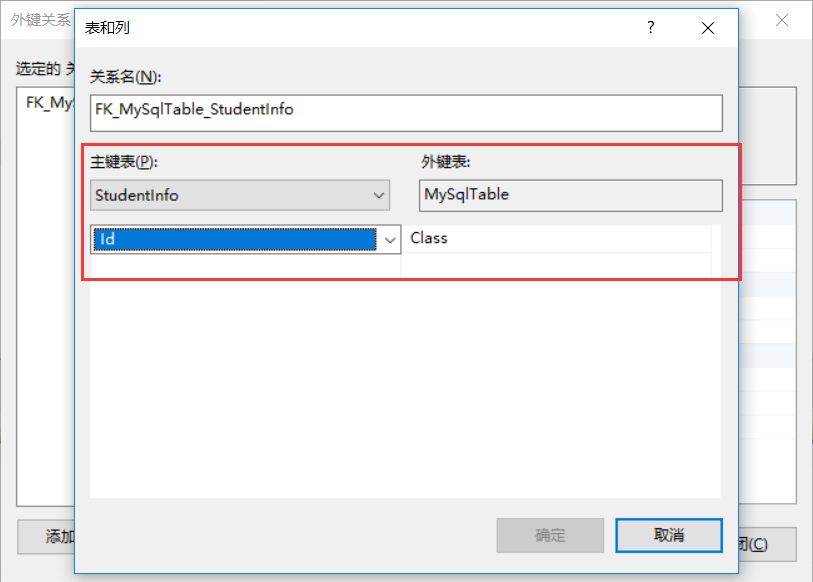 外键关系
表和列
?
选定的 关
FK_MyS
关系名(N):
FK_MySqlTable_StudentInfo
主键表(P):
外键表:
StudentInfo
MySqlTable
Id
Class
添加
确定
取消
闭(C)